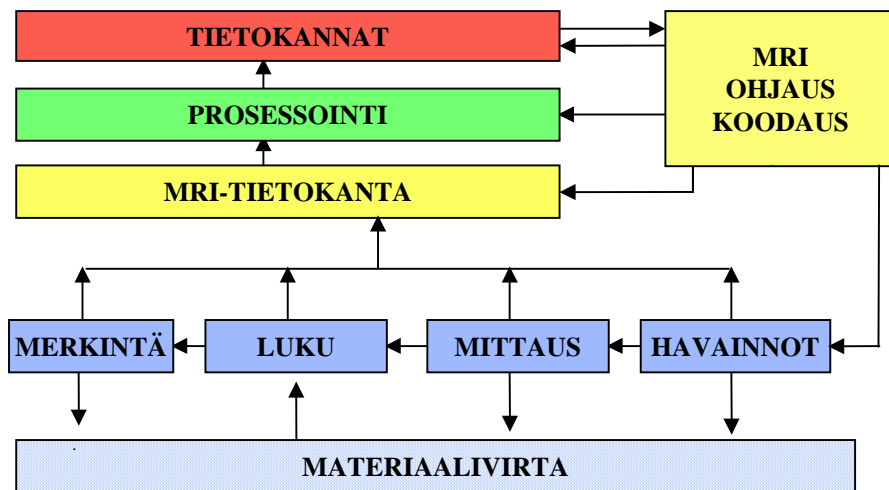 TIETOKANNAT
MRI
OHJAUS
KOODAUS
PROSESSOINTI
MRI-TIETOKANTA
MERKINTÄ
LUKU
MITTAUS
HAVAINNOT
MATERIAALIVIRTA